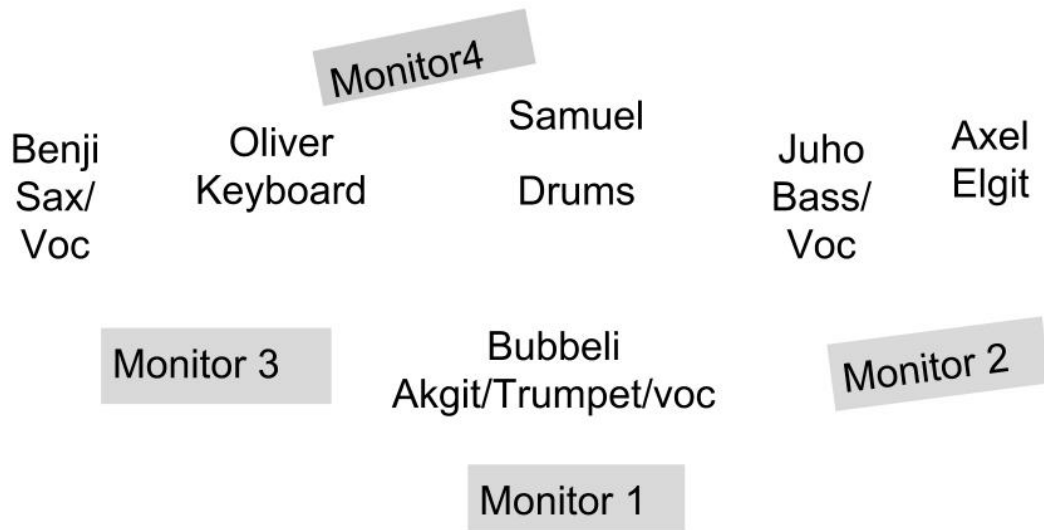 Monitor4
Benji
Sax/
Voc
Oliver
Keyboard
Samuel
Drums
Juho
Bass/
Voc
Axel
Elgit
Monitor 3
Bubbeli
Akgit/Trumpet/voc
Monitor 2
Monitor 1